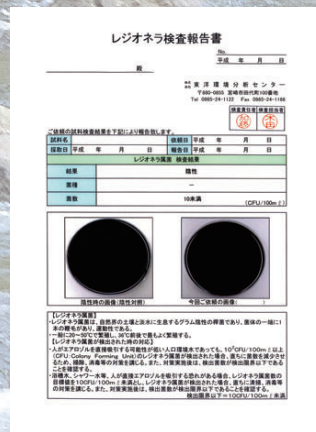 レジオネラ検査報告書
No.
平成 年 月 日
殿
株式会社 東洋環境分析センター
〒880-0855 宮崎市田代町100番地
Tel 0985-24-1122 Fax 0985-24-1166
検査責任者 検査担当者
ご依頼の試料検査結果を下記により報告致します。
試料名 依頼日 平成 年 月 日
採取日 平成 年 月 日 報告日 平成 年 月 日
レジオネラ属菌 検査結果
結果 陰性
菌種 −
菌数 10未満 (CFU/100mℓ)
陰性時の画像(陰性対照) 今回ご依頼の画像( )
【レジオネラ属菌】
・レジオネラ属菌は、自然界の土壌と淡水に生息するグラム陰性の桿菌であり、菌体の一端に1
本の鞭毛があり、運動性である。
・一般に20〜50℃で繁殖し、36℃前後で最もよく繁殖する。
【レジオネラ属菌が検出された時の対応】
・人がエアロゾルを直接吸引する可能性が低い人口環境水であっても、10²CFU/100mℓ以上
(CFU:Colony Forming Unit)のレジオネラ属菌が検出された場合、直ちに菌数を減少させ
るため、掃除、消毒等の対策を講じる。また、対策実施後は、検出菌数が検出限界以下である
ことを確認する。
・浴槽水、シャワー水等、人が直接エアロゾルを吸引する恐れがある場合、レジオネラ属菌数の
目標値を10CFU/100mℓ未満とし、レジオネラ属菌が検出された場合、直ちに清掃、消毒等
の対策を講じる。また、対策実施後は、検出菌数が検出限界以下であることを確認する。
検出限界以下=10CFU/100mℓ未満